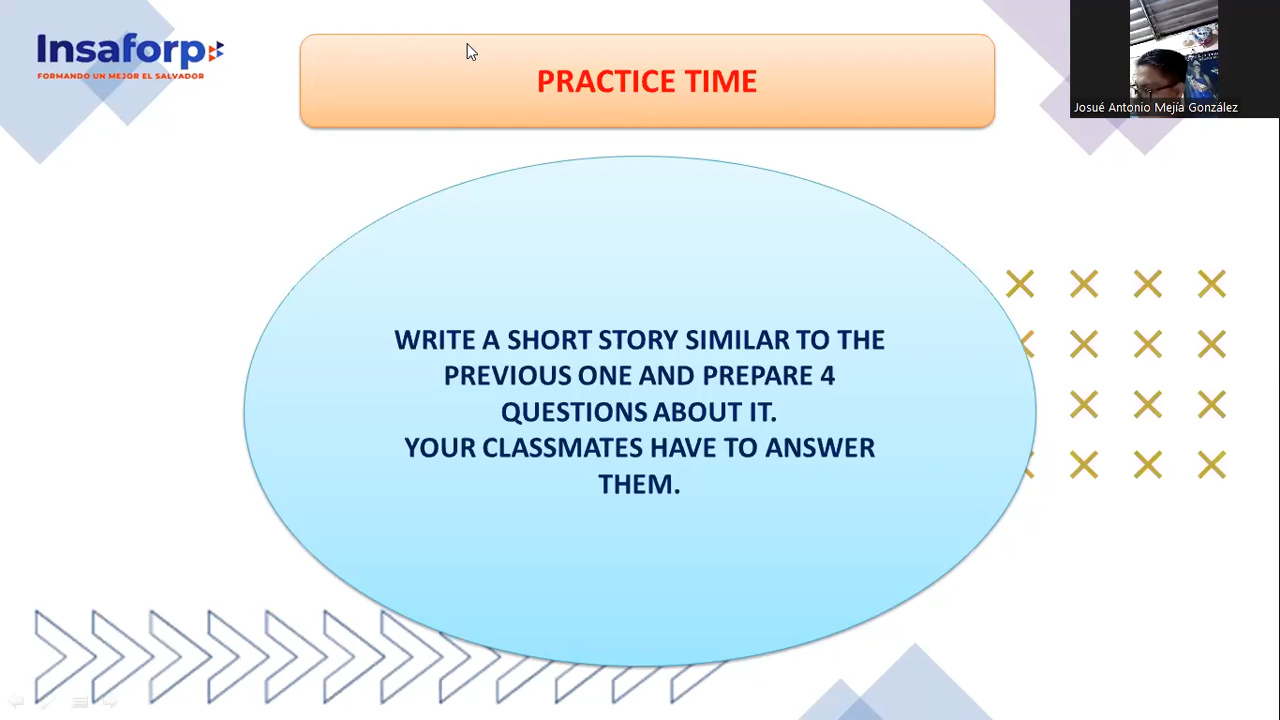 Insaforp
FORMANDO UN MEJOR EL SALVADOR
PRACTICE TIME
Josué Antonio Mejía González
WRITE A SHORT STORY SIMILAR TO THE
PREVIOUS ONE AND PREPARE 4
QUESTIONS ABOUT IT.
YOUR CLASSMATES HAVE TO ANSWER
THEM.